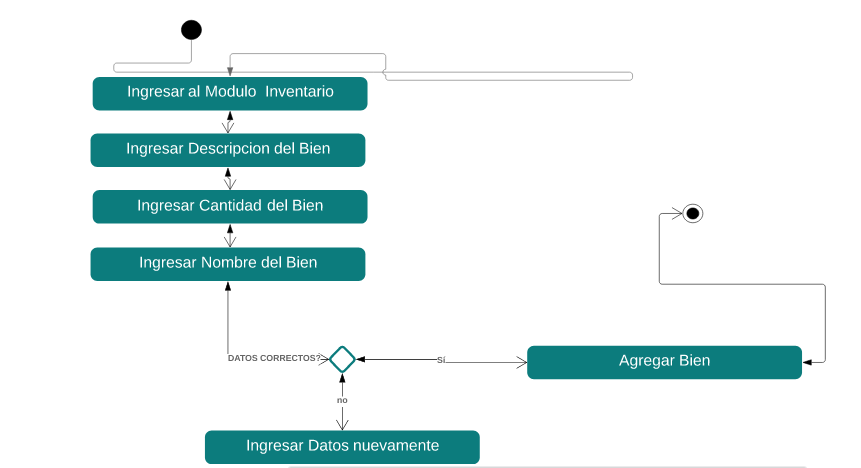 Ingresar al Modulo Inventario
Ingresar Descripcion del Bien
Ingresar Cantidad del Bien
Ingresar Nombre del Bien
DATOS CORRECTOS?
Sí
Agregar Bien
no
Ingresar Datos nuevamente